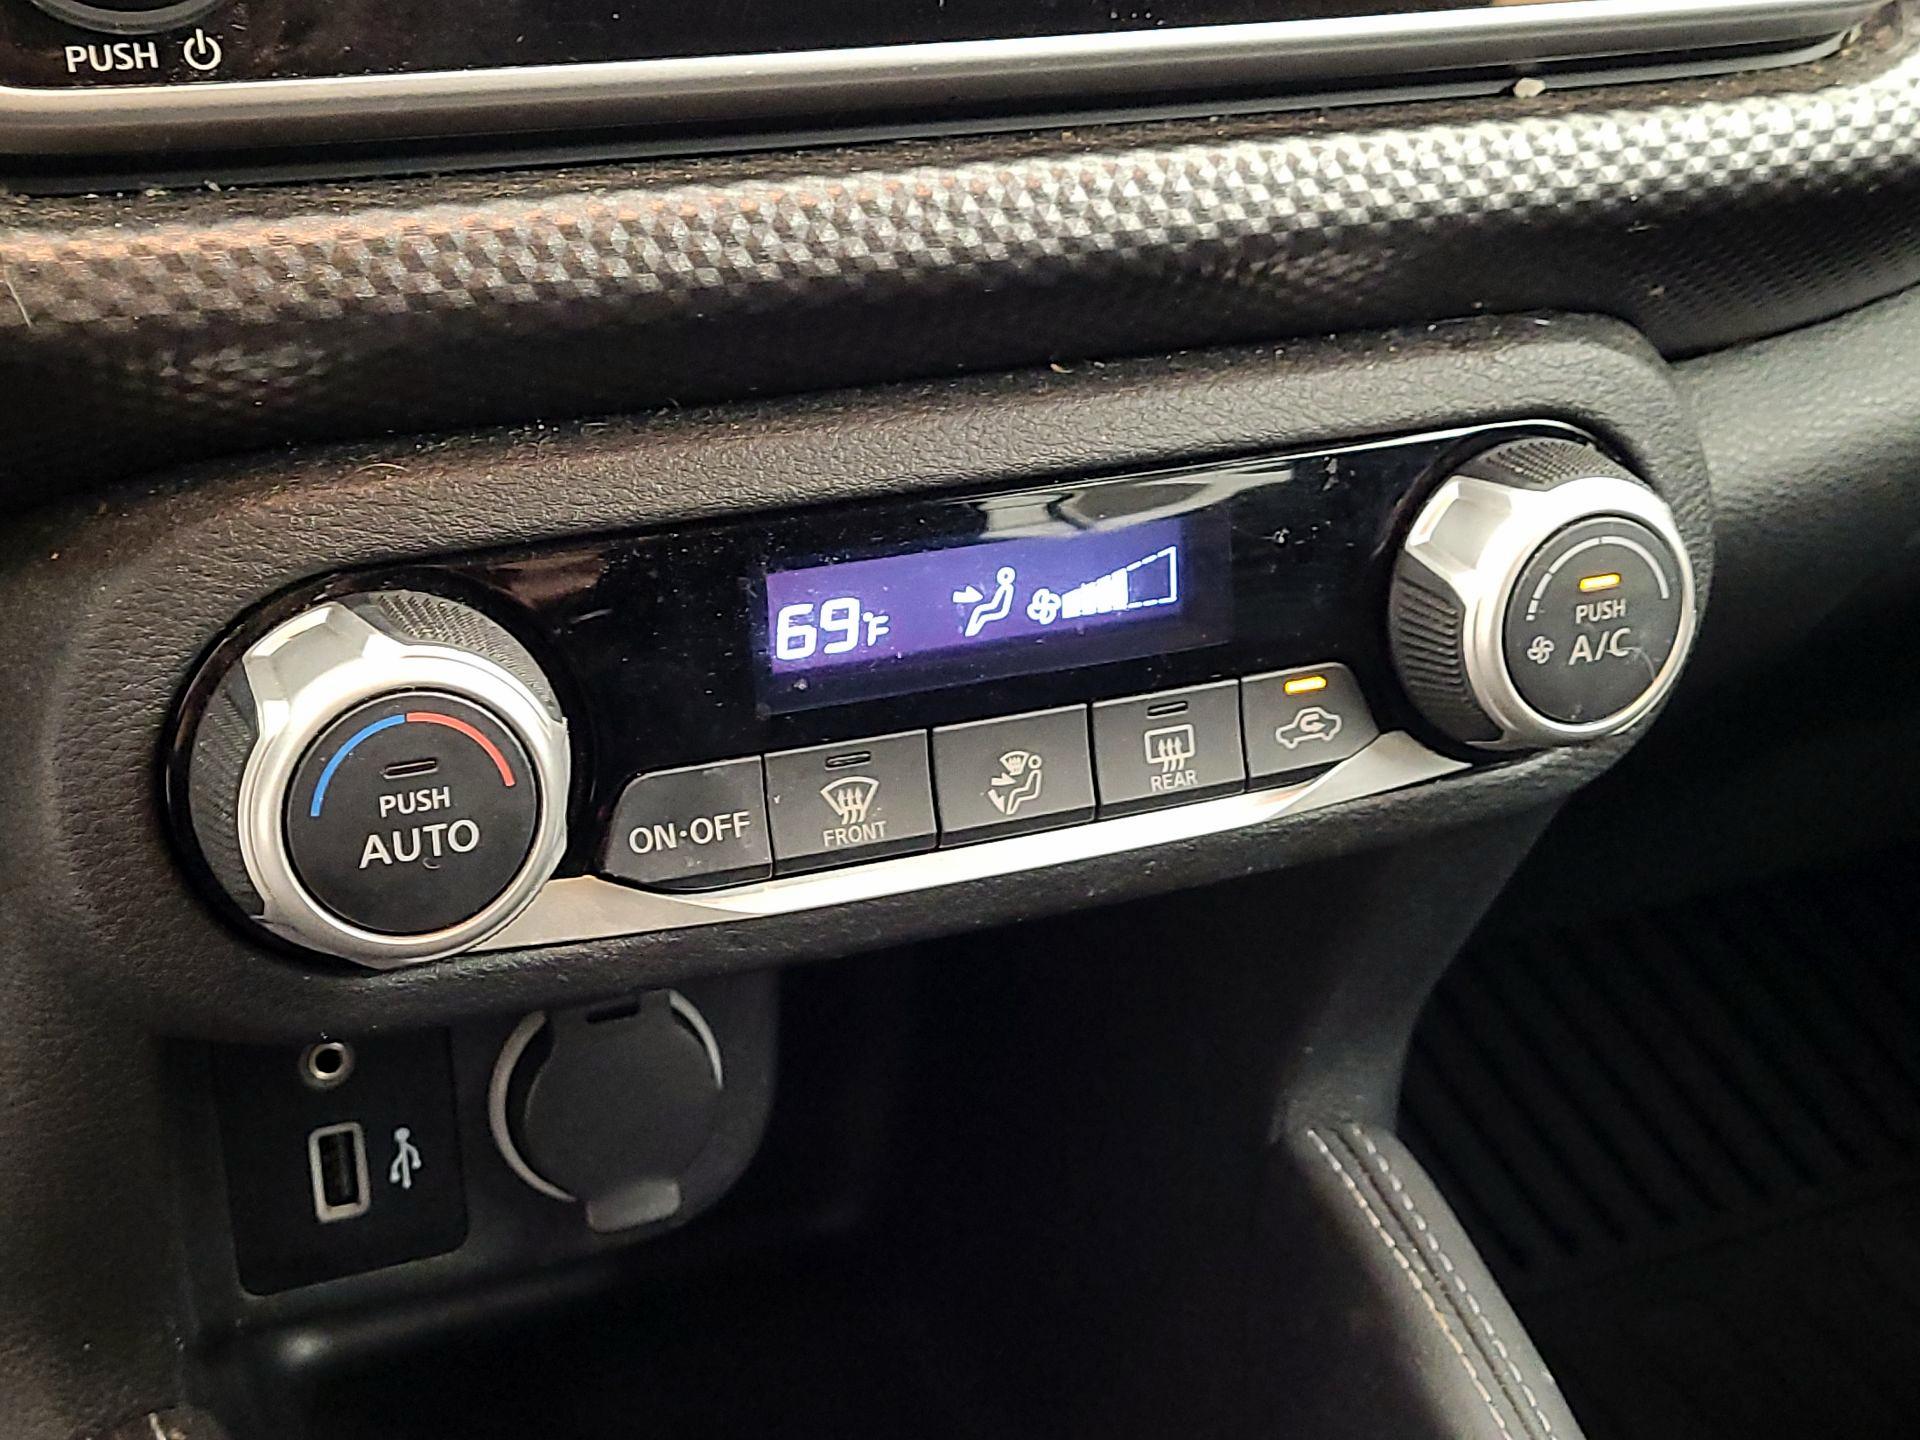 PUSH
69°F
PUSH
A/C
PUSH
AUTO
ON•OFF
FRONT
REAR